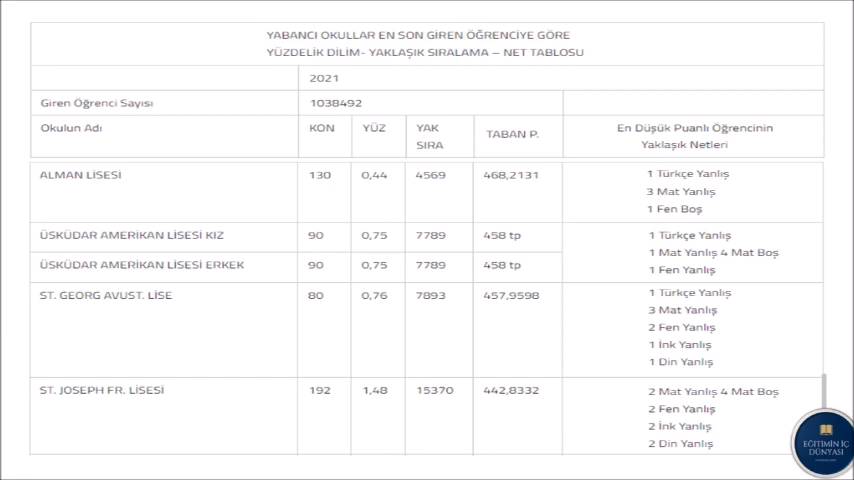 YABANCI OKULLAR EN SON GİREN ÖĞRENCİYE GÖRE
YÜZDELİK DİLİM- YAKLAŞIK SIRALAMA – NET TABLOSU
2021
Giren Öğrenci Sayısı 1038492
Okulun Adı KON YÜZ YAK SIRA TABAN P. En Düşük Puanlı Öğrencinin Yaklaşık Netleri
ALMAN LİSESİ 130 0,44 4569 468,2131 1 Türkçe Yanlış
3 Mat Yanlış
1 Fen Boş
ÜSKÜDAR AMERİKAN LİSESİ KIZ 90 0,75 7789 458 tp 1 Türkçe Yanlış
1 Mat Yanlış 4 Mat Boş
ÜSKÜDAR AMERİKAN LİSESİ ERKEK 90 0,75 7789 458 tp 1 Fen Yanlış
ST. GEORG AVUST. LİSE 80 0,76 7893 457,9598 1 Türkçe Yanlış
3 Mat Yanlış
2 Fen Yanlış
1 İnk Yanlış
1 Din Yanlış
ST. JOSEPH FR. LİSESİ 192 1,48 15370 442,8332 2 Mat Yanlış 4 Mat Boş
2 Fen Yanlış
2 İnk Yanlış
2 Din Yanlış
EĞİTİMİN İÇ
DÜNYASI